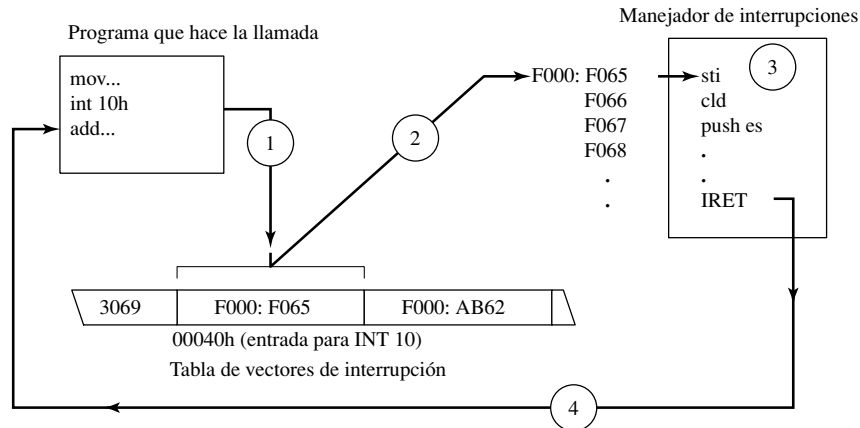 Manejador de interrupciones
Programa que hace la llamada
mov...
int 10h
add...
1
2
F000: F065
F066
F067
F068
.
.
3
sti
cld
push es
.
.
IRET
3069
F000: F065
F000: AB62
00040h (entrada para INT 10)
Tabla de vectores de interrupción
4